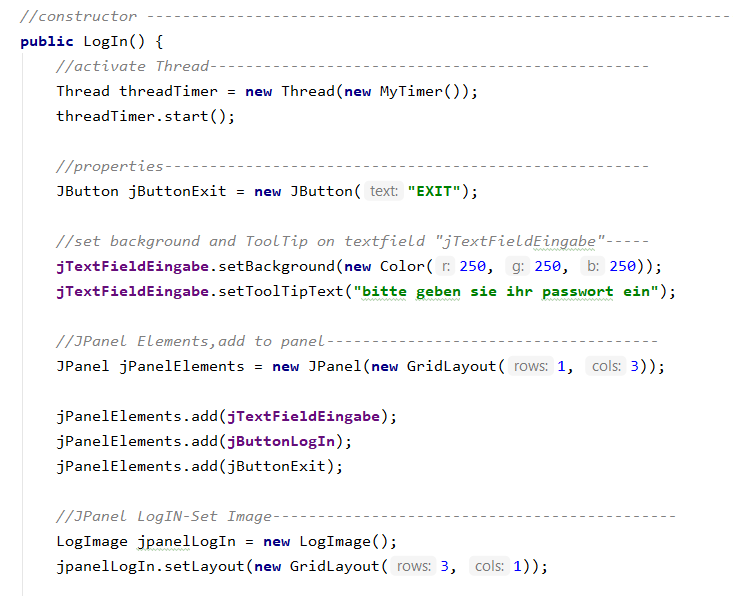 //constructor -----------------------------------------------------------------
public LogIn() {
//activate Thread-------------------------------------------------
Thread threadTimer = new Thread(new MyTimer());
threadTimer.start();
//properties------------------------------------------------------
JButton jButtonExit = new JButton( text: "EXIT");
//set background and ToolTip on textfield "jTextFieldEingabe"-----
jTextFieldEingabe.setBackground(new Color( r: 250, g: 250, b: 250));
jTextFieldEingabe.setToolTipText("bitte geben sie ihr passwort ein");
//JPanel Elements,add to panel-------------------------------------
JPanel jPanelElements = new JPanel(new GridLayout( rows: 1, cols: 3));
jPanelElements.add(jTextFieldEingabe);
jPanelElements.add(jButtonLogIn);
jPanelElements.add(jButtonExit);
//JPanel LogIN-Set Image---------------------------------------------
LogImage jpanelLogIn = new LogImage();
jpanelLogIn.setLayout(new GridLayout( rows: 3, cols: 1));